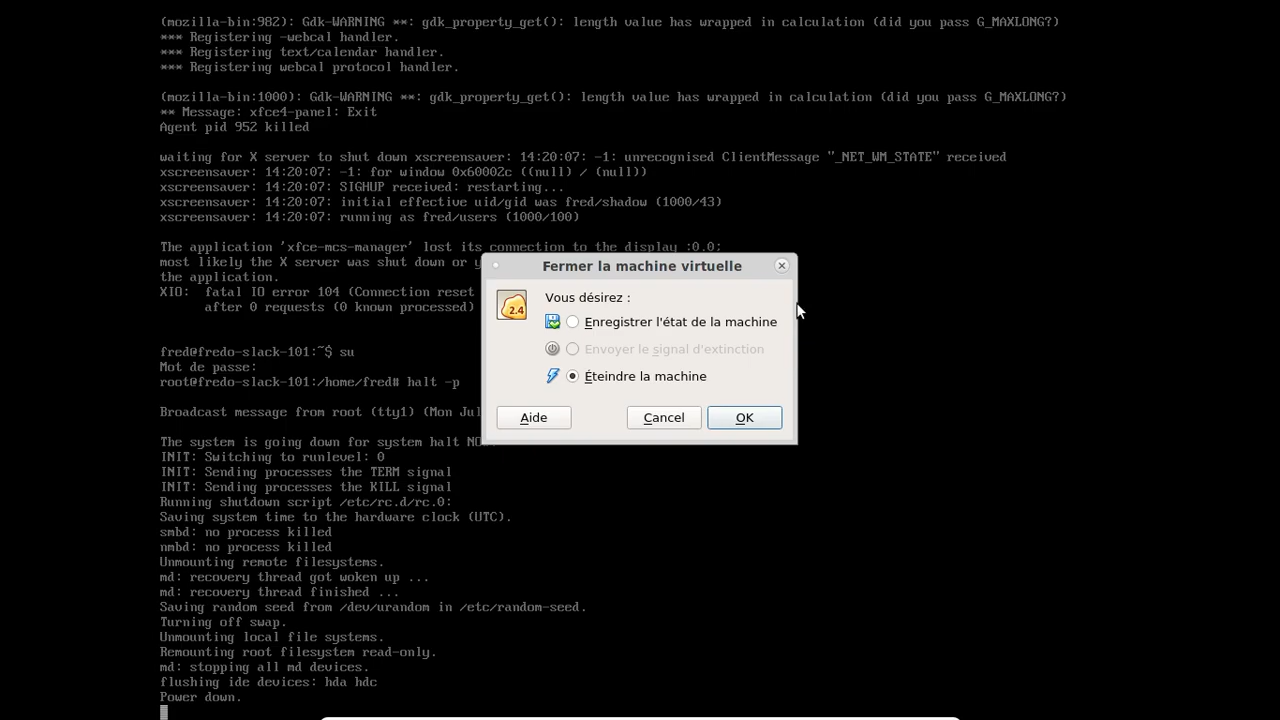 (mozilla-bin:982): Gdk-WARNING **: gdk_property_get(): length value has wrapped in calculation (did you pass G_MAXLONG?)
*** Registering -webcal handler.
*** Registering text/calendar handler.
*** Registering webcal protocol handler.
(mozilla-bin:1000): Gdk-WARNING **: gdk_property_get(): length value has wrapped in calculation (did you pass G_MAXLONG?)
** Message: xfce4-panel: Exit
Agent pid 952 killed
waiting for X server to shut down xscreensaver: 14:20:07: -1: unrecognised ClientMessage "_NET_WM_STATE" received
xscreensaver: 14:20:07: -1: for window 0x60002c ((null) / (null))
xscreensaver: 14:20:07: SIGHUP received: restarting...
xscreensaver: 14:20:07: initial effective uid/gid was fred/shadow (1000/43)
xscreensaver: 14:20:07: running as fred/users (1000/100)
The application 'xfce-mcs-manager' lost its connection to the display :0.0;
most likely the X server was shut down or
the application.
XIO:  fatal IO error 104 (Connection reset
      after 0 requests (0 known processed)
fred@fredo-slack-101:~$ su
Mot de passe:
root@fredo-slack-101:/home/fred# halt -p
Broadcast message from root (tty1) (Mon Jul
The system is going down for system halt
INIT: Switching to runlevel: 0
INIT: Sending processes the TERM signal
INIT: Sending processes the KILL signal
Running shutdown script /etc/rc.d/rc.0:
Saving system time to the hardware clock (UTC).
smbd: no process killed
nmbd: no process killed
Unmounting remote filesystems.
md: recovery thread got woken up ...
md: recovery thread finished ...
Saving random seed from /dev/urandom in /etc/random-seed.
Turning off swap.
Unmounting local file systems.
Remounting root filesystem read-only.
md: stopping all md devices.
flushing ide devices: hda hdc
Power down.
Fermer la machine virtuelle
2.4
Vous désirez :
Enregistrer l'état de la machine
Envoyer le signal d'extinction
Éteindre la machine
Aide
Cancel
OK